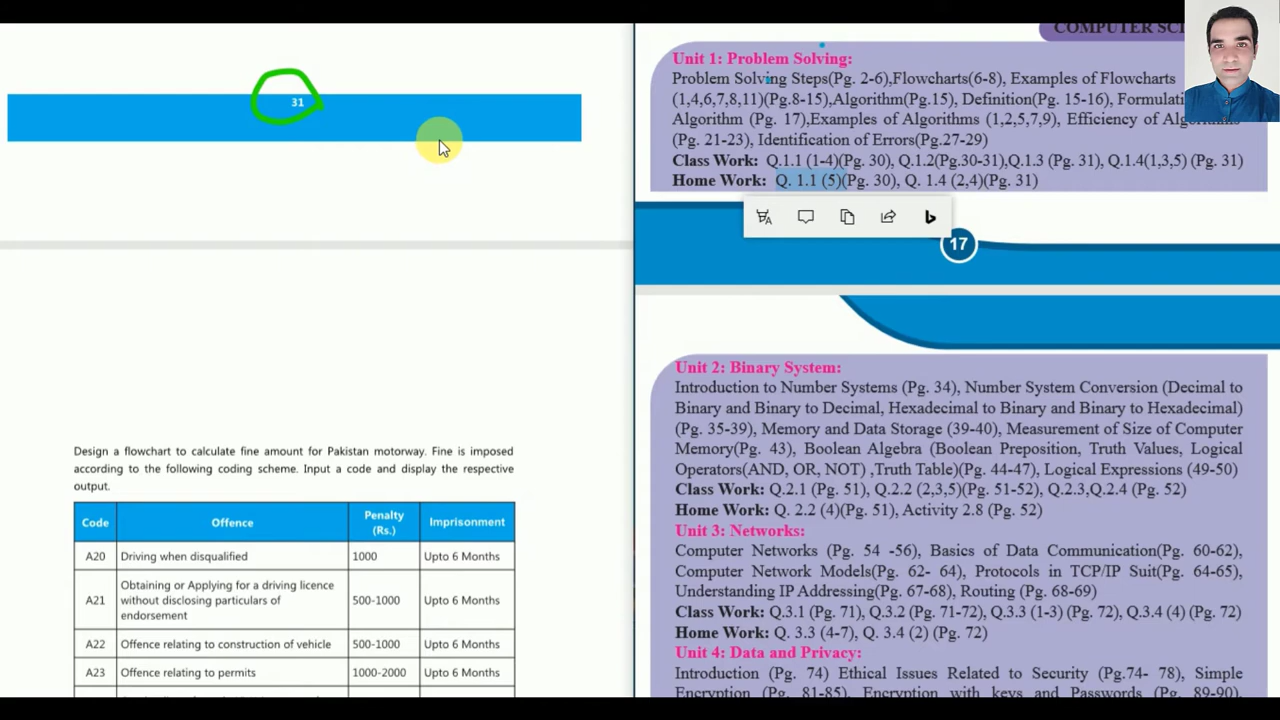 31
Design a flowchart to calculate fine amount for Pakistan motorway. Fine is imposed
according to the following coding scheme. Input a code and display the respective
output.
Code Offence Penalty (Rs.) Imprisonment
A20 Driving when disqualified 1000 Upto 6 Months
A21 Obtaining or Applying for a driving licence without disclosing particulars of endorsement 500-1000 Upto 6 Months
A22 Offence relating to construction of vehicle 500-1000 Upto 6 Months
A23 Offence relating to permits 1000-2000 Upto 6 Months
COMPUTER
Unit 1: Problem Solving:
Problem Solving Steps(Pg. 2-6),Flowcharts(6-8), Examples of Flowcharts
(1,4,6,7,8,11)(Pg.8-15),Algorithm(Pg.15), Definition(Pg. 15-16),
Algorithm (Pg. 17),Examples of Algorithms (1,2,5,7,9), Efficiency of
(Pg. 21-23), Identification of Errors(Pg.27-29)
Class Work: Q.1.1 (1-4)(Pg. 30), Q.1.2(Pg.30-31),Q.1.3 (Pg. 31), Q.1.4(1,3,5) (Pg. 31)
Home Work: Q. 1.1 (5)(Pg. 30), Q. 1.4 (2,4)(Pg. 31)
17
Unit 2: Binary System:
Introduction to Number Systems (Pg. 34), Number System Conversion (Decimal to
Binary and Binary to Decimal, Hexadecimal to Binary and Binary to Hexadecimal)
(Pg. 35-39), Memory and Data Storage (39-40), Measurement of Size of Computer
Memory(Pg. 43), Boolean Algebra (Boolean Preposition, Truth Values, Logical
Operators(AND, OR, NOT) ,Truth Table)(Pg. 44-47), Logical Expressions (49-50)
Class Work: Q.2.1 (Pg. 51), Q.2.2 (2,3,5)(Pg. 51-52), Q.2.3,Q.2.4 (Pg. 52)
Home Work: Q. 2.2 (4)(Pg. 51), Activity 2.8 (Pg. 52)
Unit 3: Networks:
Computer Networks (Pg. 54 -56), Basics of Data Communication(Pg. 60-62),
Computer Network Models(Pg. 62- 64), Protocols in TCP/IP Suit(Pg. 64-65),
Understanding IP Addressing(Pg. 67-68), Routing (Pg. 68-69)
Class Work: Q.3.1 (Pg. 71), Q.3.2 (Pg. 71-72), Q.3.3 (1-3) (Pg. 72), Q.3.4 (4) (Pg. 72)
Home Work: Q. 3.3 (4-7), Q. 3.4 (2) (Pg. 72)
Unit 4: Data and Privacy:
Introduction (Pg. 74) Ethical Issues Related to Security (Pg.74- 78), Simple
Encryption (Pg. 81-85), Encryption with keys and Passwords (Pg. 89-90),